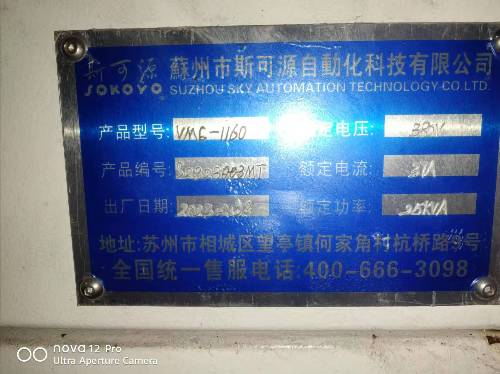 斯可源 蘇州市斯可源自動化科技有限公司
SOKOYO SUZHOU SKY AUTOMATION TECHNOLOGY CO.LTD.
产品型号: VMC-1160 额定电压: 380V
产品编号: 额定电流:
出厂日期: 额定功率: 25KVA
地址:苏州市相城区望亭镇何家角村杭桥路9号
全国统一售服电话:400-666-3098
nova 12 Pro
Ultra Aperture Camera